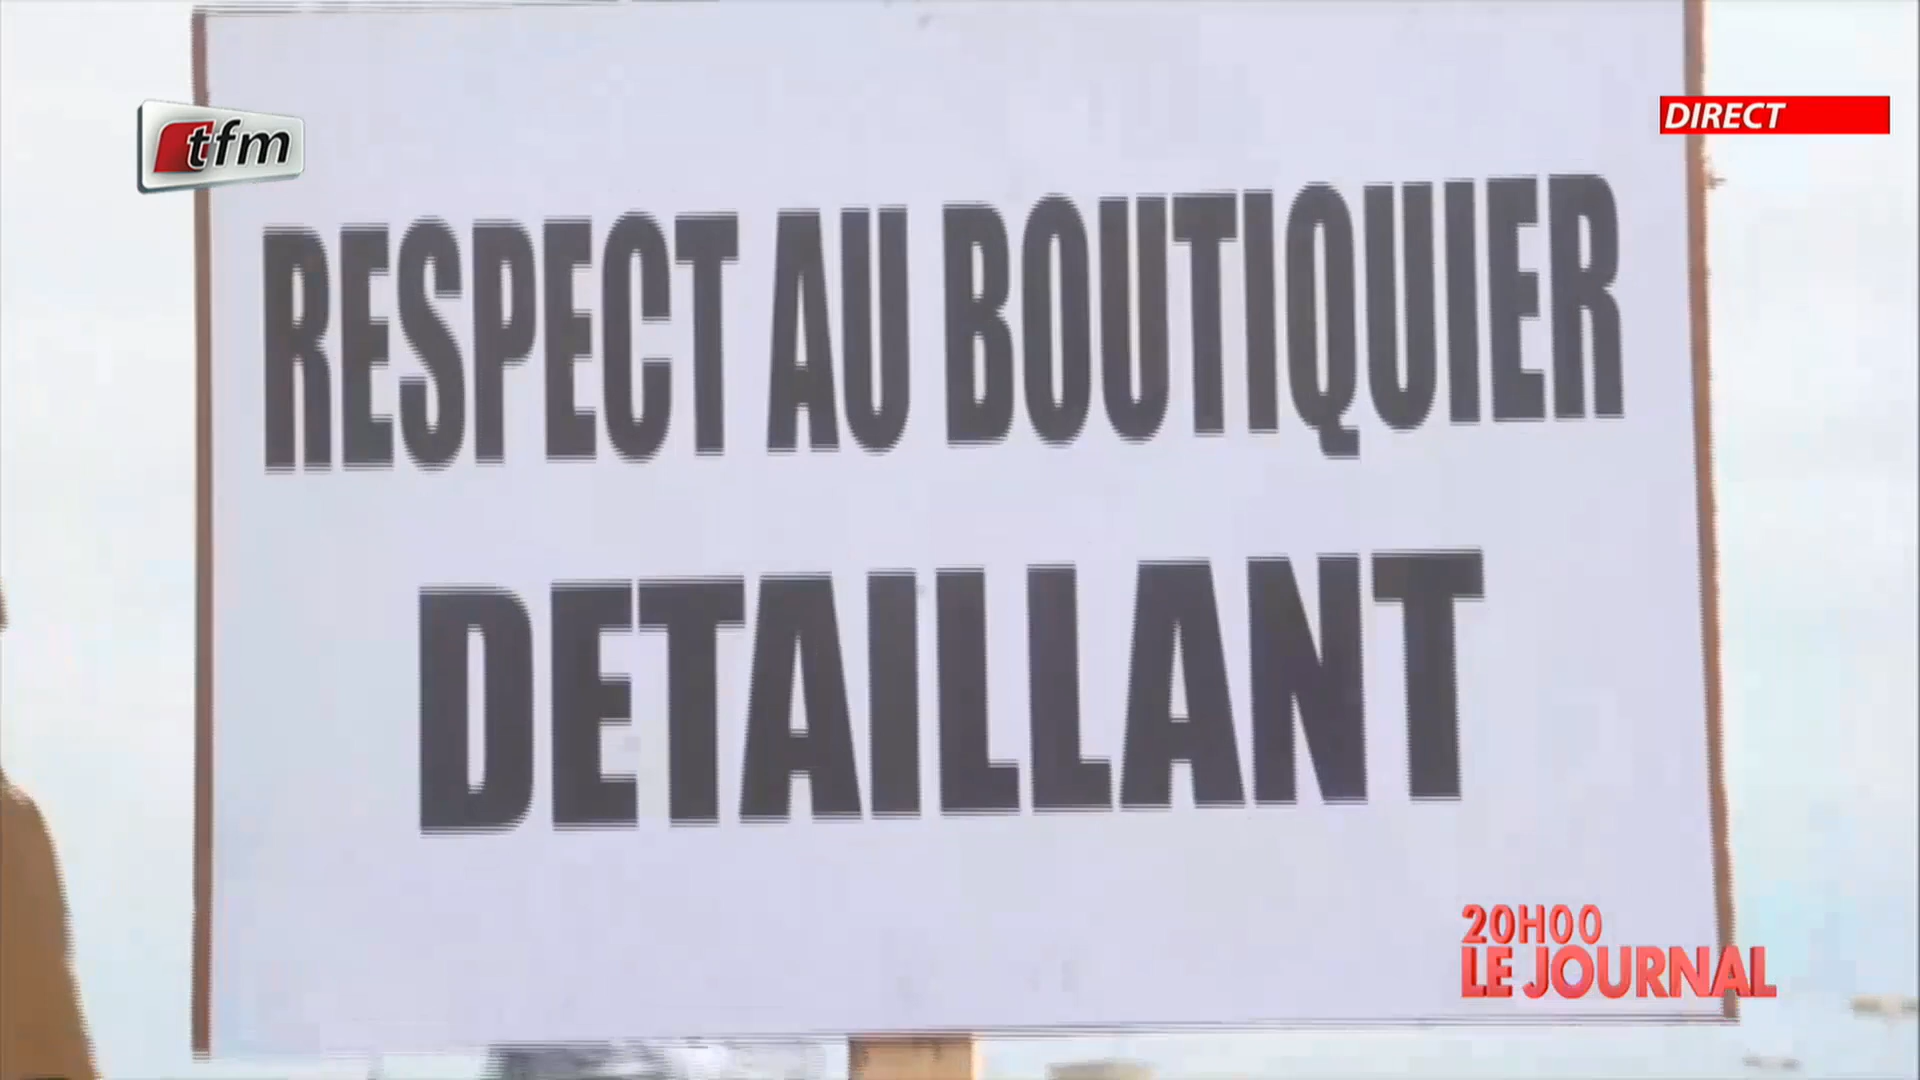 tfm
DIRECT
RESPECT AU BOUTIQUIER
DETAILLANT
20H00
LE JOURNAL